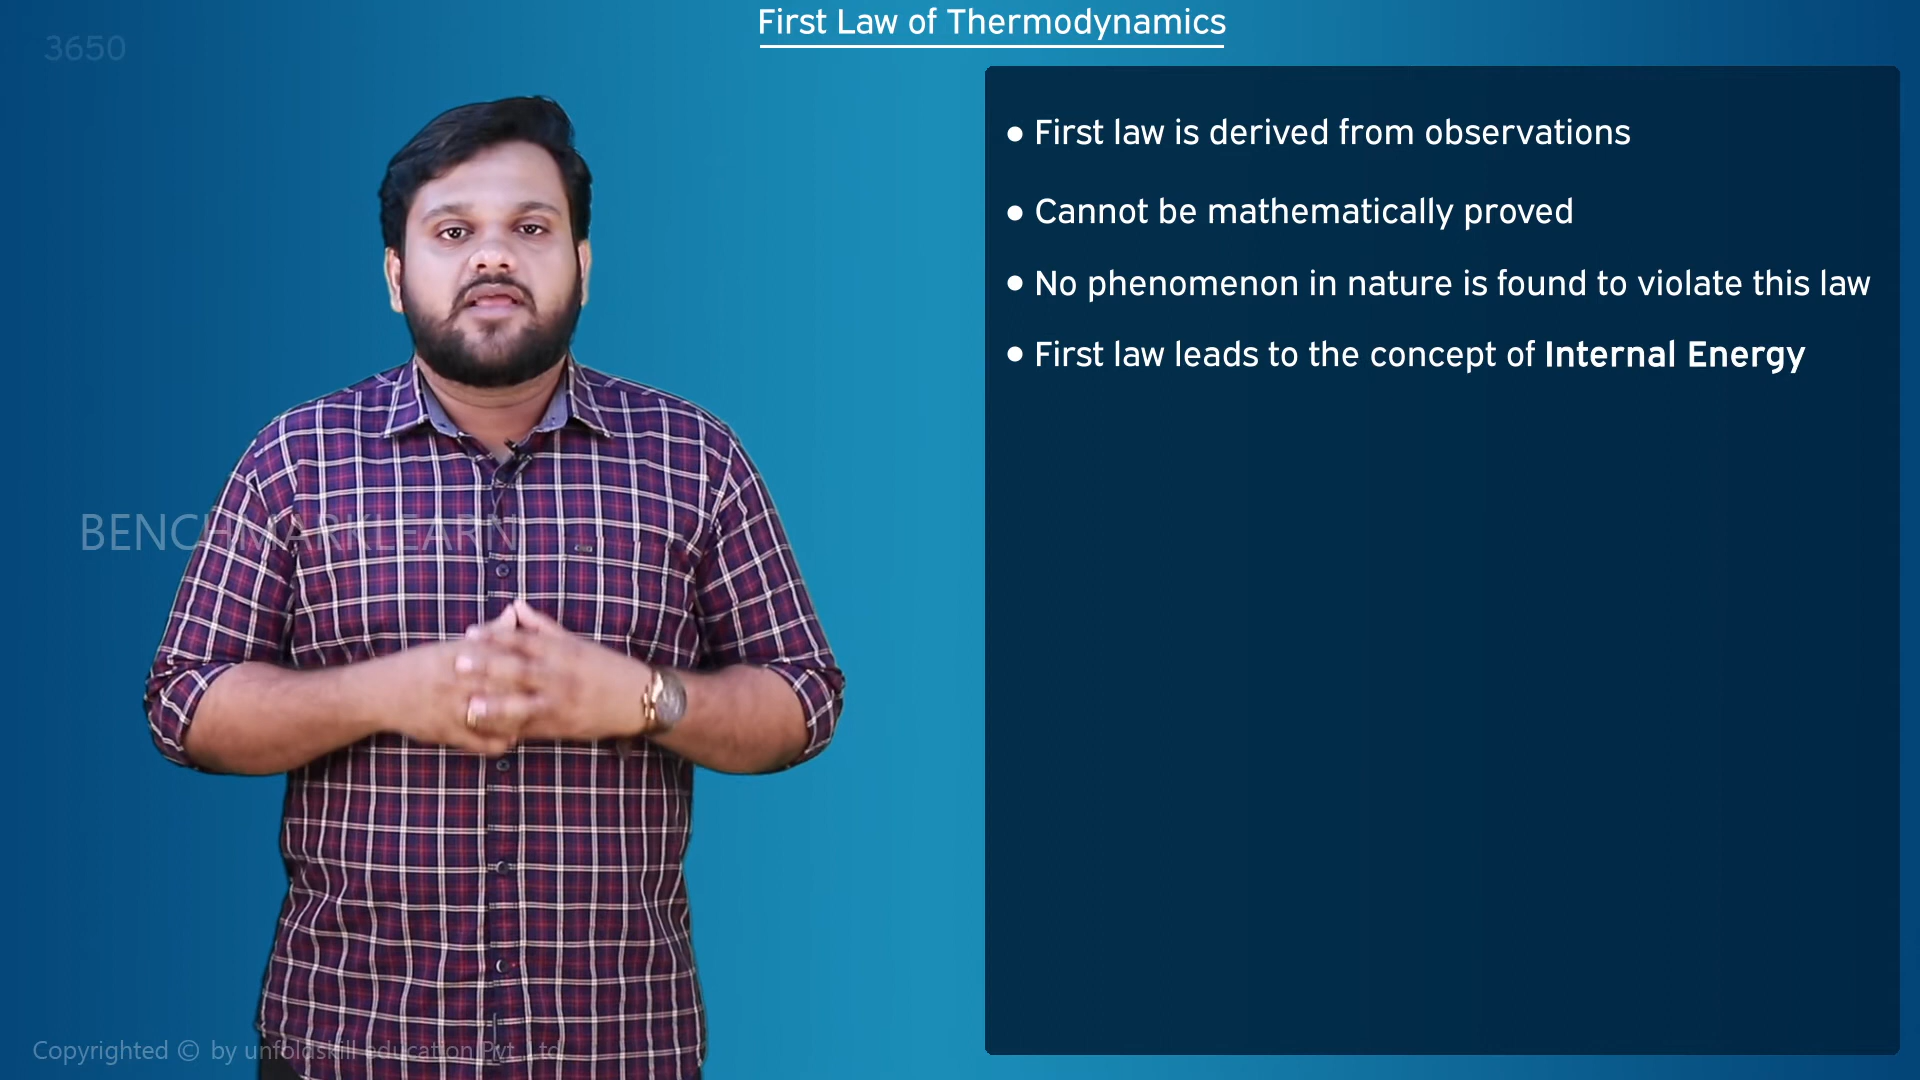 First Law of Thermodynamics
3650
● First law is derived from observations
● Cannot be mathematically proved
● No phenomenon in nature is found to violate this law
● First law leads to the concept of Internal Energy
BENCHMARKLEARN
Copyrighted © by unfoldskill education Pvt. Ltd